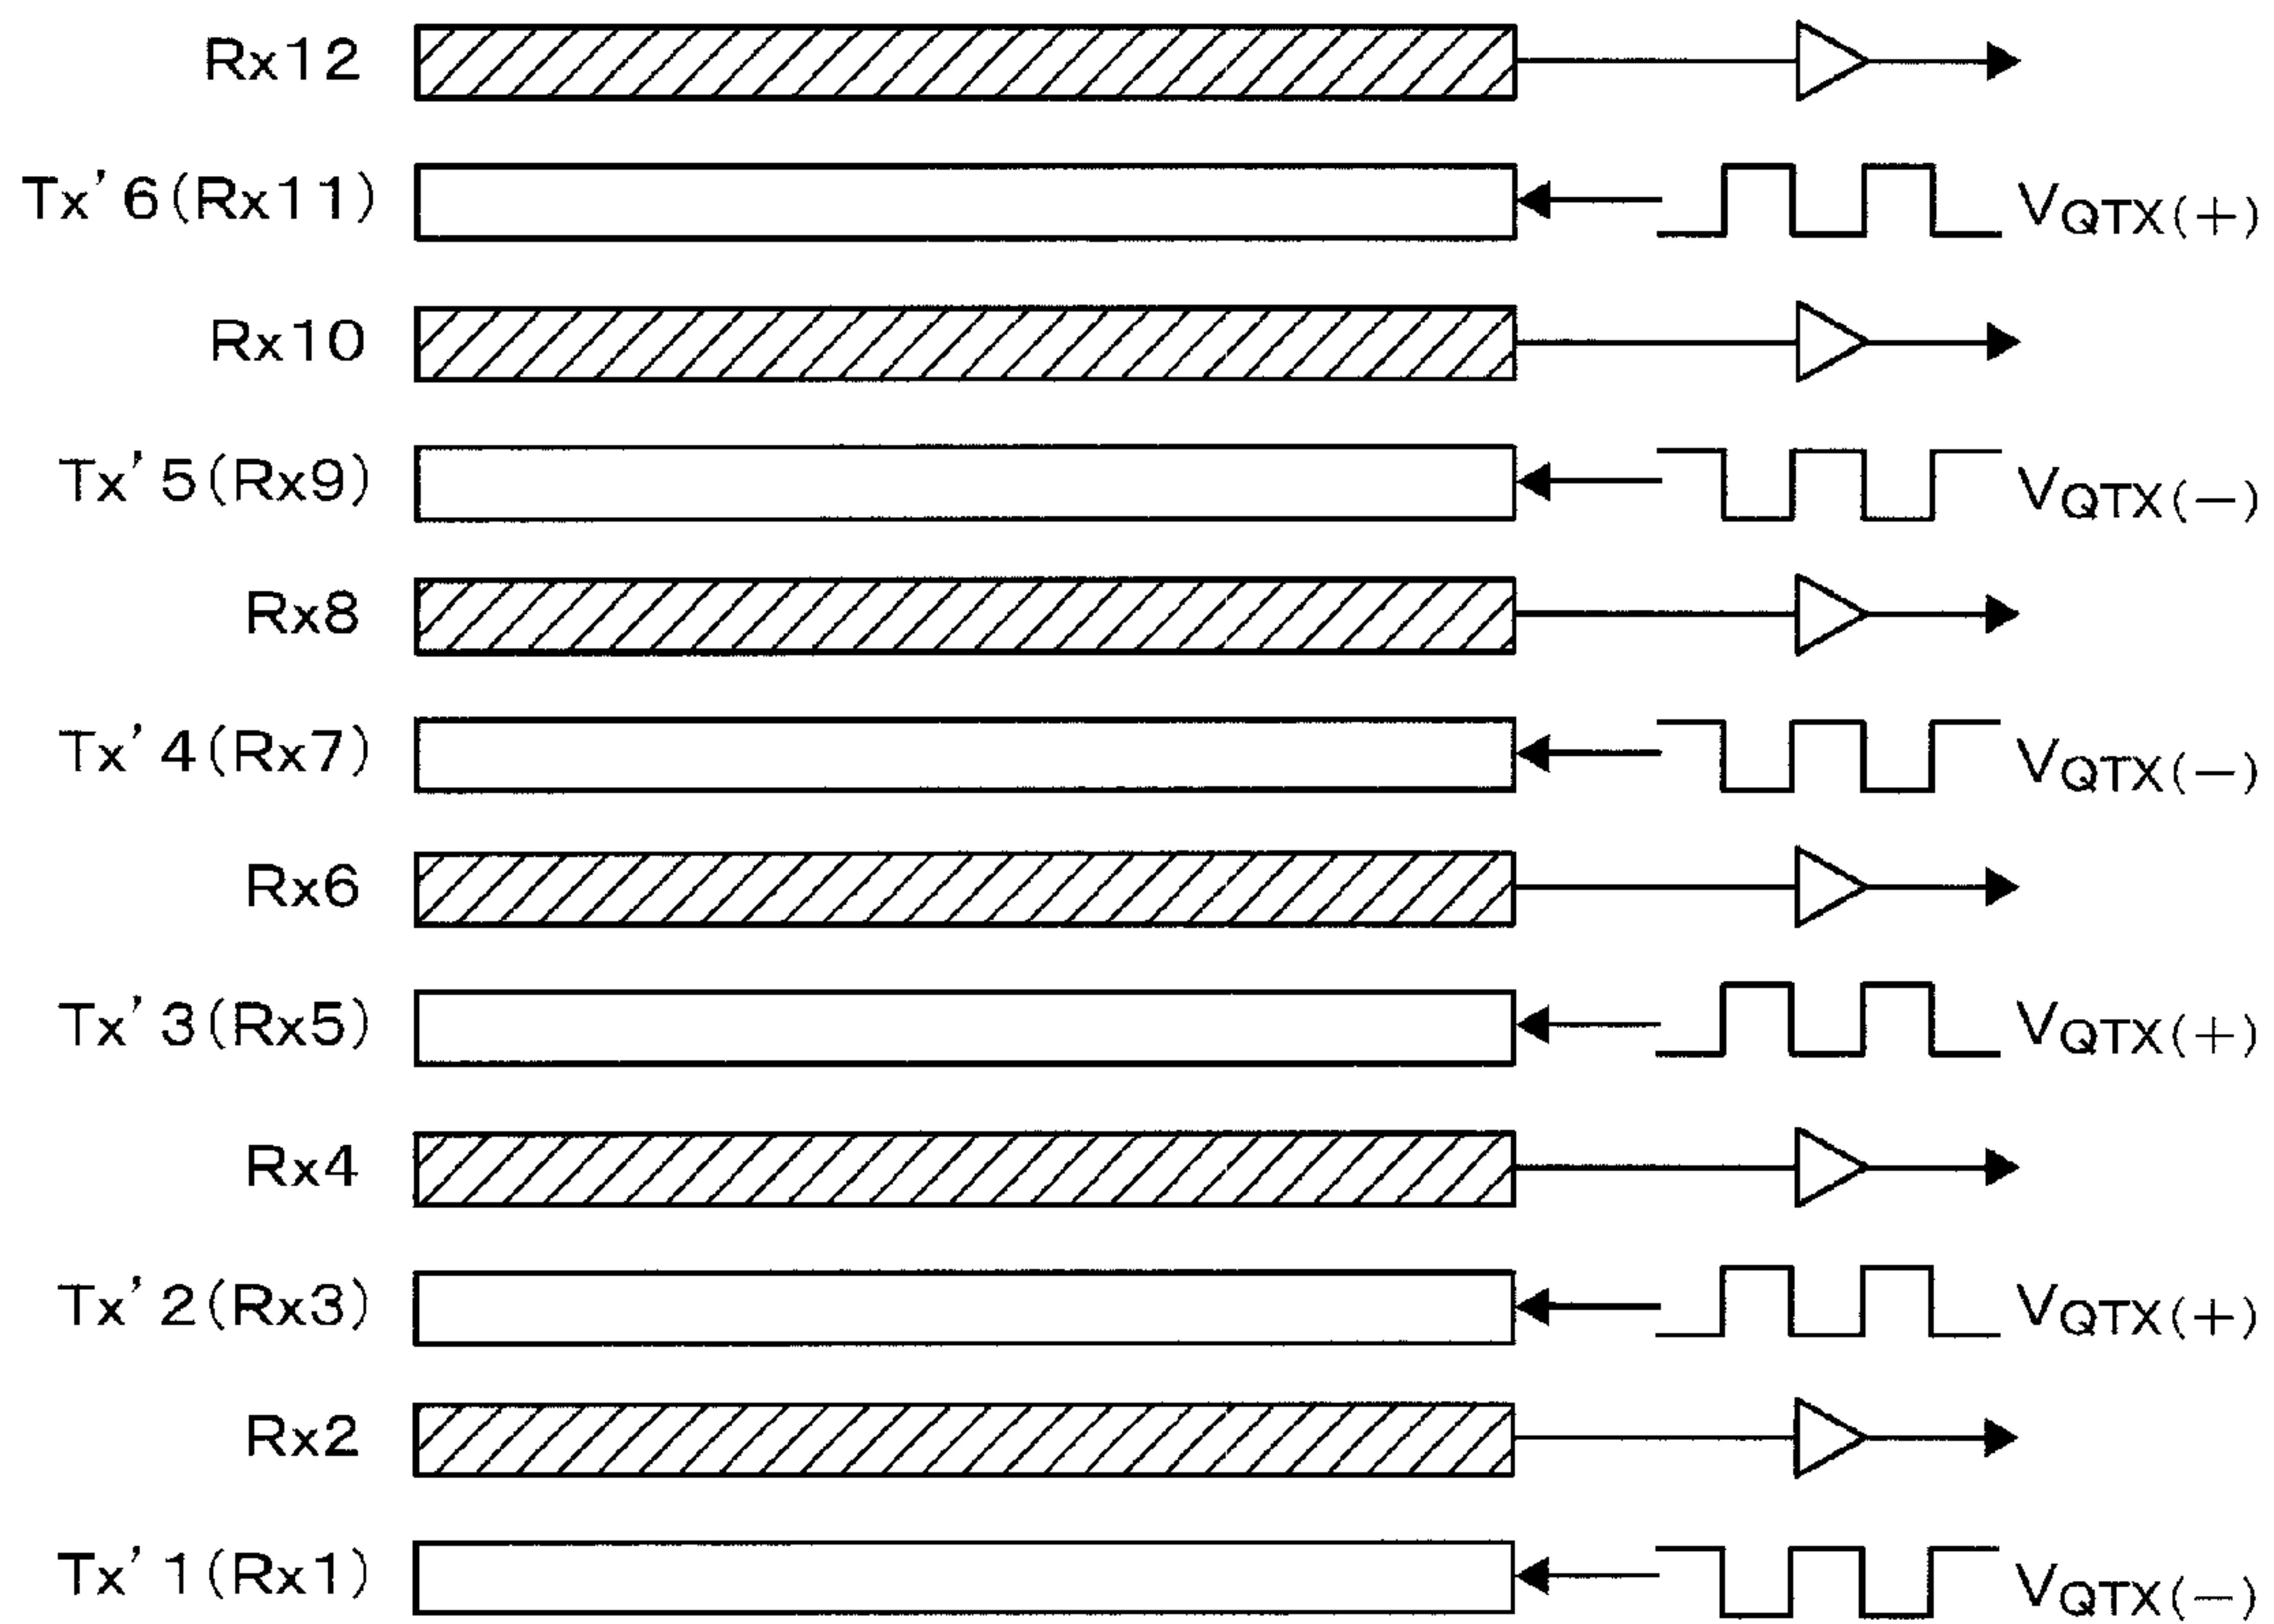 Rx12
Tx'6(Rx11) VQTX(+)
Rx10
Tx'5(Rx9) VQTX(-)
Rx8
Tx'4(Rx7) VQTX(-)
Rx6
Tx'3(Rx5) VQTX(+)
Rx4
Tx'2(Rx3) VQTX(+)
Rx2
Tx'1(Rx1) VQTX(-)